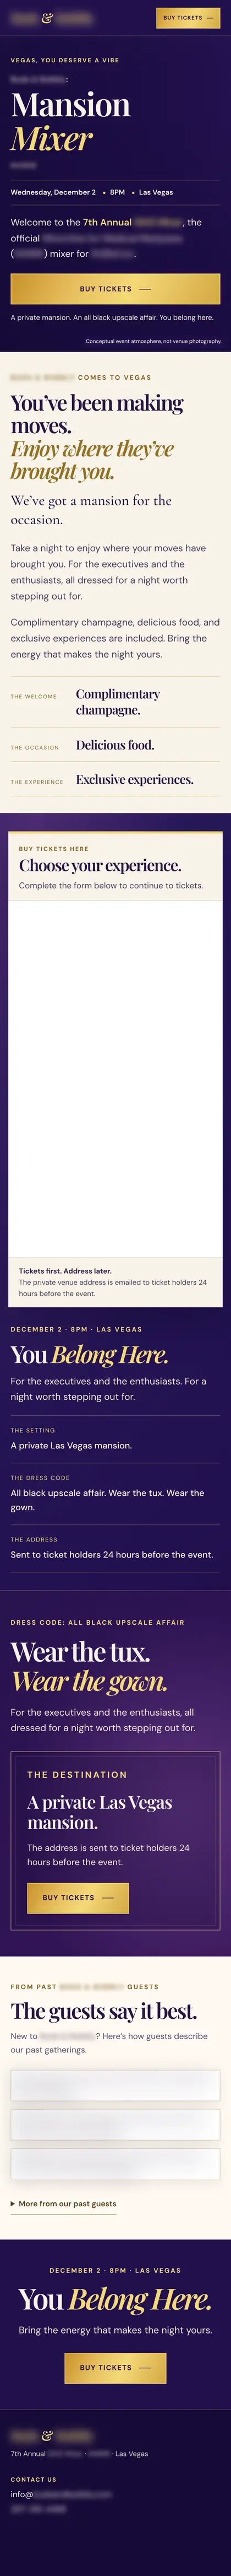 &
BUY TICKETS
VEGAS, YOU DESERVE A VIBE
:
Mansion
Mixer
Wednesday, December 2 • 8PM • Las Vegas
Welcome to the 7th Annual , the
official
( ) mixer for .
BUY TICKETS
A private mansion. An all black upscale affair. You belong here.
Conceptual event atmosphere, not venue photography.
COMES TO VEGAS
You’ve been making
moves.
Enjoy where they’ve
brought you.
We’ve got a mansion for the
occasion.
Take a night to enjoy where your moves have
brought you. For the executives and the
enthusiasts, all dressed for a night worth
stepping out for.
Complimentary champagne, delicious food, and
exclusive experiences are included. Bring the
energy that makes the night yours.
THE WELCOME Complimentary
champagne.
THE OCCASION Delicious food.
THE EXPERIENCE Exclusive experiences.
BUY TICKETS HERE
Choose your experience.
Complete the form below to continue to tickets.
Tickets first. Address later.
The private venue address is emailed to ticket holders 24
hours before the event.
DECEMBER 2 · 8PM · LAS VEGAS
You Belong Here.
For the executives and the enthusiasts. For a
night worth stepping out for.
THE SETTING
A private Las Vegas mansion.
THE DRESS CODE
All black upscale affair. Wear the tux. Wear the
gown.
THE ADDRESS
Sent to ticket holders 24 hours before the event.
DRESS CODE: ALL BLACK UPSCALE AFFAIR
Wear the tux.
Wear the gown.
For the executives and the enthusiasts, all
dressed for a night worth stepping out for.
THE DESTINATION
A private Las Vegas
mansion.
The address is sent to ticket holders 24
hours before the event.
BUY TICKETS
FROM PAST GUESTS
The guests say it best.
New to ? Here’s how guests describe
our past gatherings.
▶ More from our past guests
DECEMBER 2 · 8PM · LAS VEGAS
You Belong Here.
Bring the energy that makes the night yours.
BUY TICKETS
&
7th Annual · · Las Vegas
CONTACT US
info@